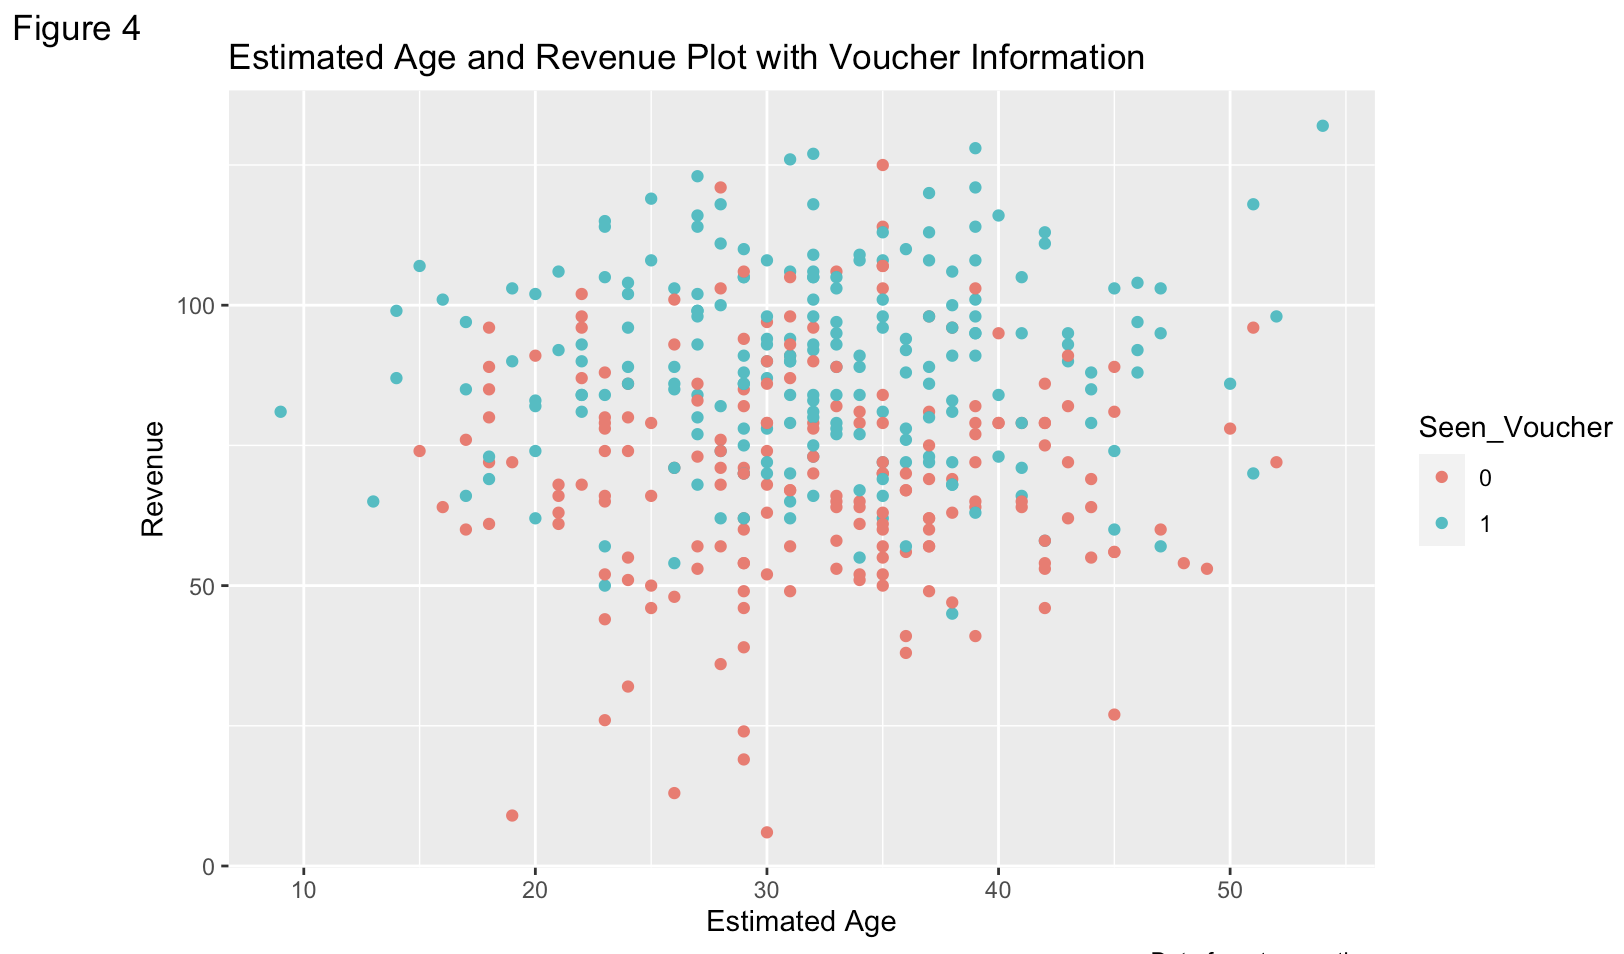 Figure 4
Estimated Age and Revenue Plot with Voucher Information
Revenue
100
50
0
10 20 30 40 50
Estimated Age
Seen_Voucher
0
1